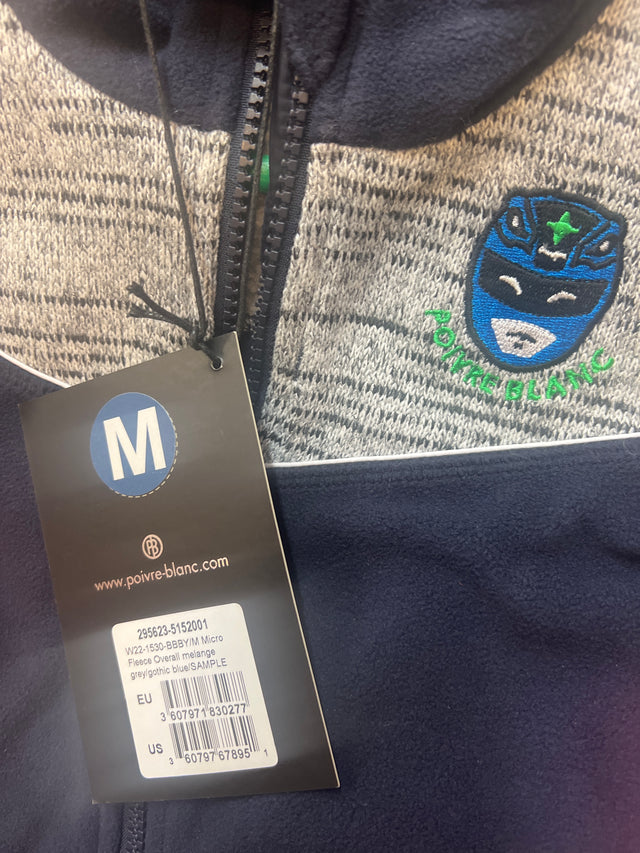 POIVRE BLANC
M
PB
www.poivre-blanc.com
295623-5152001
W22-1530-BBBY/M Micro
Fleece Overall melange
grey/gothic blue/SAMPLE
EU
3 607971 830277
US
3 60797 67895 1